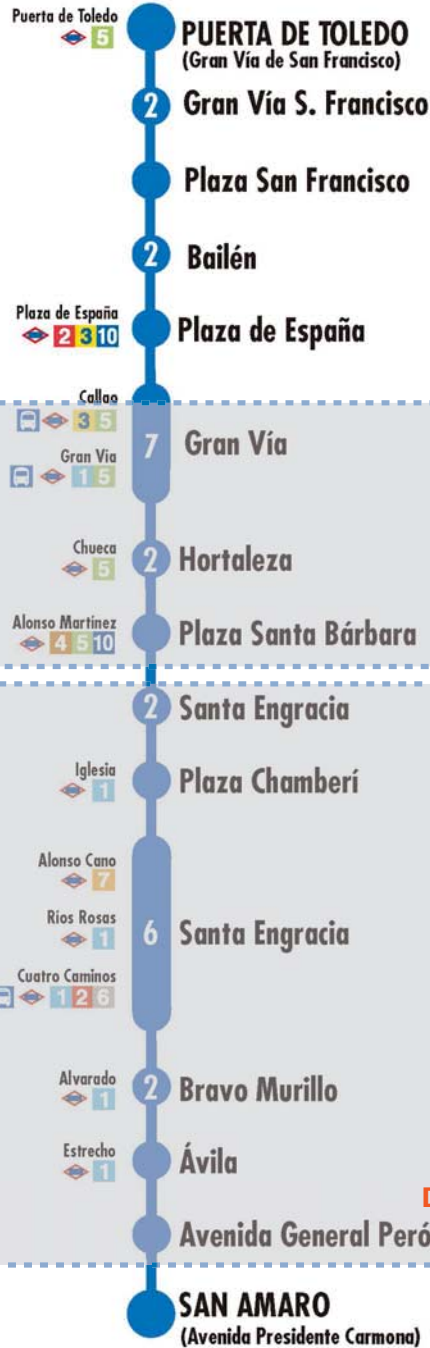 Puerta de Toledo
5
PUERTA DE TOLEDO
(Gran Vía de San Francisco)
2 Gran Vía S. Francisco
Plaza San Francisco
2 Bailén
Plaza de España
2 3 10
Plaza de España
Callao
3 5
Gran Via
1 5
7 Gran Vía
Chueca
5
2 Hortaleza
Alonso Martínez
4 5 10
Plaza Santa Bárbara
2 Santa Engracia
Iglesia
1
Plaza Chamberí
Alonso Cano
7
Ríos Rosas
1
6 Santa Engracia
Cuatro Caminos
1 2 6
Alvarado
1
2 Bravo Murillo
Estrecho
1
Ávila
D
Avenida General Peró
SAN AMARO
(Avenida Presidente Carmona)